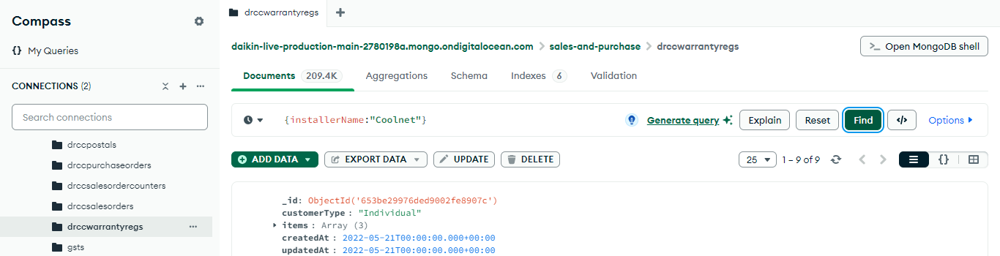 Compass
My Queries
CONNECTIONS (2)
Search connections
drccpostals
drccpurchaseorders
drccsalesordercounters
drccsalesorders
drccwarrantyregs
gsts
drccwarrantyregs
daikin-live-production-main-2780198a.mongo.ondigitalocean.com > sales-and-purchase > drccwarrantyregs
>_ Open MongoDB shell
Documents 209.4K Aggregations Schema Indexes 6 Validation
{installerName:"Coolnet"}
Generate query Explain Reset Find </> Options
ADD DATA EXPORT DATA UPDATE DELETE
25 1 – 9 of 9 {}
_id: ObjectId('653be29976ded9002fe8907c')
customerType : "Individual"
items : Array (3)
createdAt : 2022-05-21T00:00:00.000+00:00
updatedAt : 2022-05-21T00:00:00.000+00:00